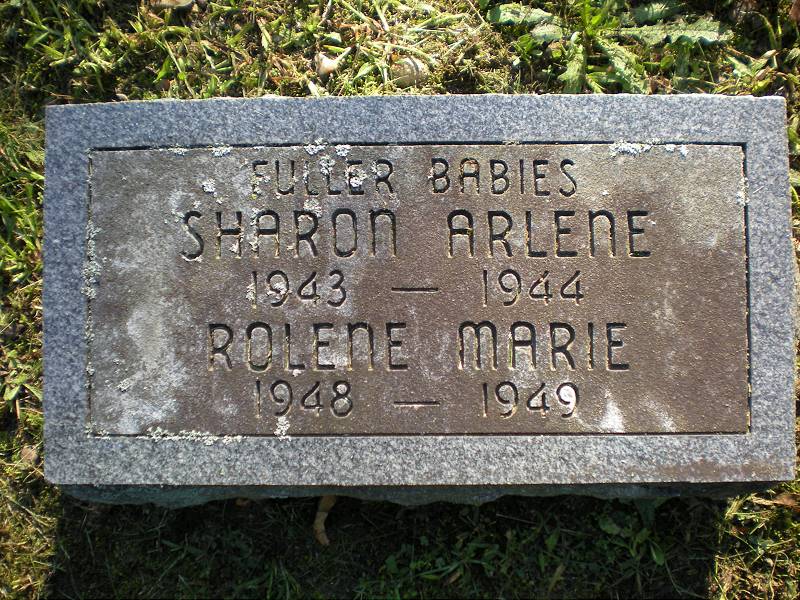 FULLER BABIES
SHARON ARLENE
1943 — 1944
ROLENE MARIE
1948 — 1949